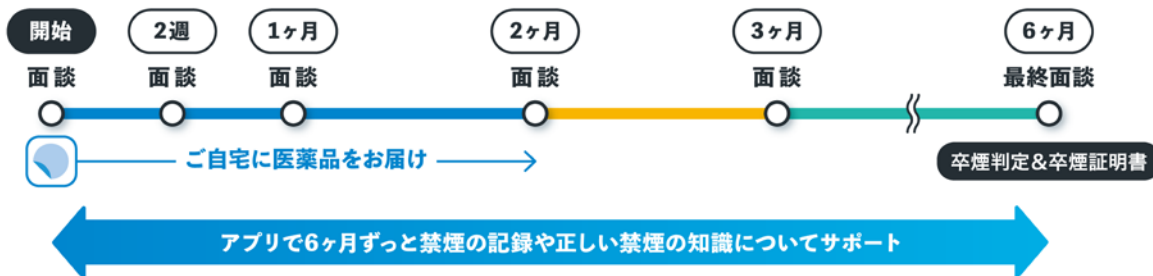 開始 2週 1ヶ月 2ヶ月 3ヶ月 6ヶ月
面談 面談 面談 面談 面談 最終面談
ご自宅に医薬品をお届け
卒煙判定&卒煙証明書
アプリで6ヶ月ずっと禁煙の記録や正しい禁煙の知識についてサポート